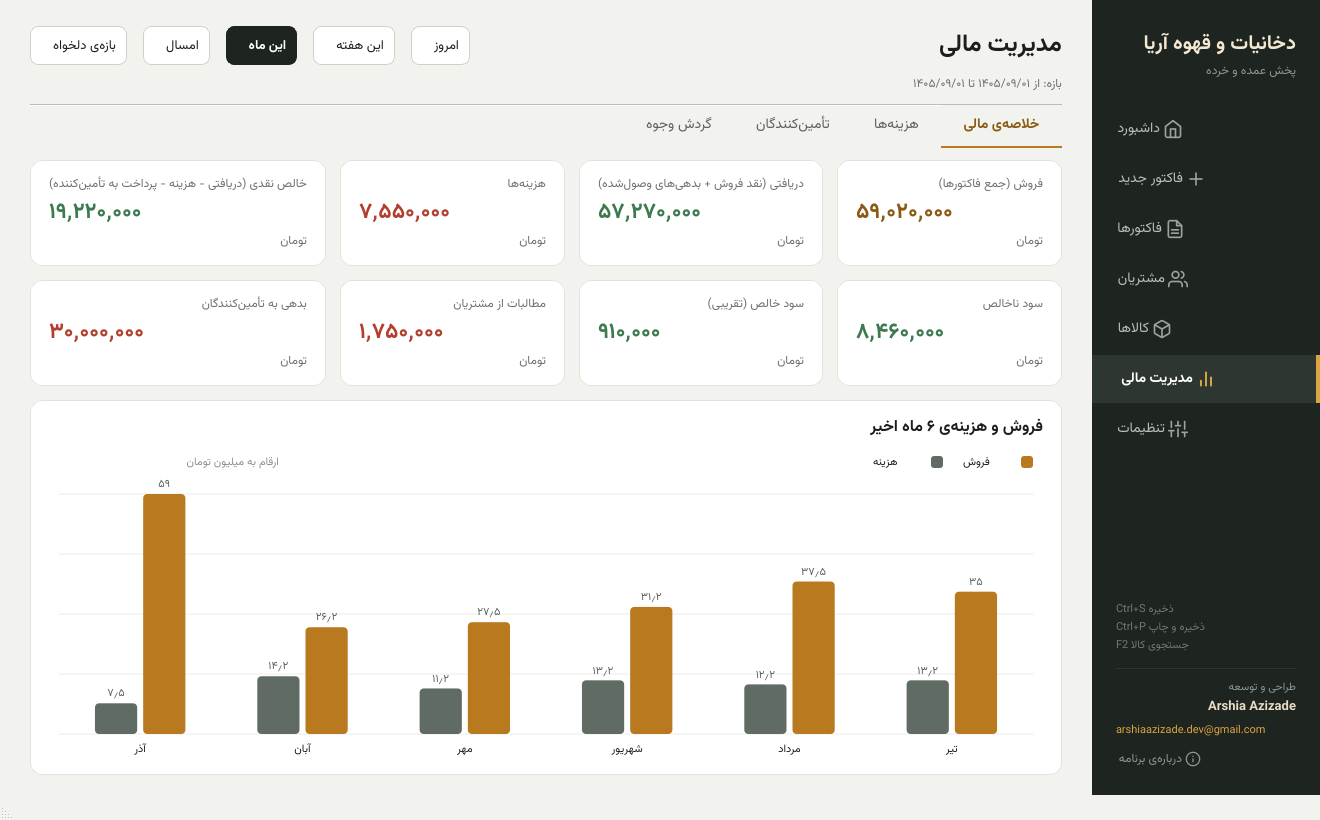 دخانیات و قهوه آریا
پخش عمده و خرده
داشبورد
فاکتور جدید
فاکتورها
مشتریان
کالاها
مدیریت مالی
تنظیمات
ذخیره Ctrl+S
ذخیره و چاپ Ctrl+P
جستجوی کالا F2
طراحی و توسعه
Arshia Azizade
arshiaazizade.dev@gmail.com
درباره‌ی برنامه
مدیریت مالی
امروز
این هفته
این ماه
امسال
بازه‌ی دلخواه
بازه: از ۱۴۰۵/۰۹/۰۱ تا ۱۴۰۵/۰۹/۰۱
خلاصه‌ی مالی
هزینه‌ها
تأمین‌کنندگان
گردش وجوه
فروش (جمع فاکتورها)
۵۹,۰۲۰,۰۰۰
تومان
دریافتی (نقد فروش + بدهی‌های وصول‌شده)
۵۷,۲۷۰,۰۰۰
تومان
هزینه‌ها
۷,۵۵۰,۰۰۰
تومان
خالص نقدی (دریافتی - هزینه - پرداخت به تأمین‌کننده)
۱۹,۲۲۰,۰۰۰
تومان
سود ناخالص
۸,۴۶۰,۰۰۰
تومان
سود خالص (تقریبی)
۹۱۰,۰۰۰
تومان
مطالبات از مشتریان
۱,۷۵۰,۰۰۰
تومان
بدهی به تأمین‌کنندگان
۳۰,۰۰۰,۰۰۰
تومان
فروش و هزینه‌ی ۶ ماه اخیر
فروش
هزینه
ارقام به میلیون تومان
۳۵
۱۳٫۲
تیر
۳۷٫۵
۱۲٫۲
مرداد
۳۱٫۲
۱۳٫۲
شهریور
۲۷٫۵
۱۱٫۲
مهر
۲۶٫۲
۱۴٫۲
آبان
۵۹
۷٫۵
آذر